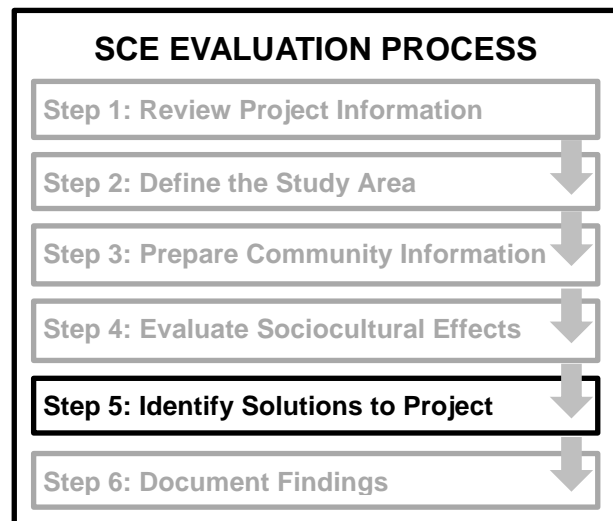 SCE EVALUATION PROCESS
Step 1: Review Project Information
Step 2: Define the Study Area
Step 3: Prepare Community Information
Step 4: Evaluate Sociocultural Effects
Step 5: Identify Solutions to Project
Step 6: Document Findings